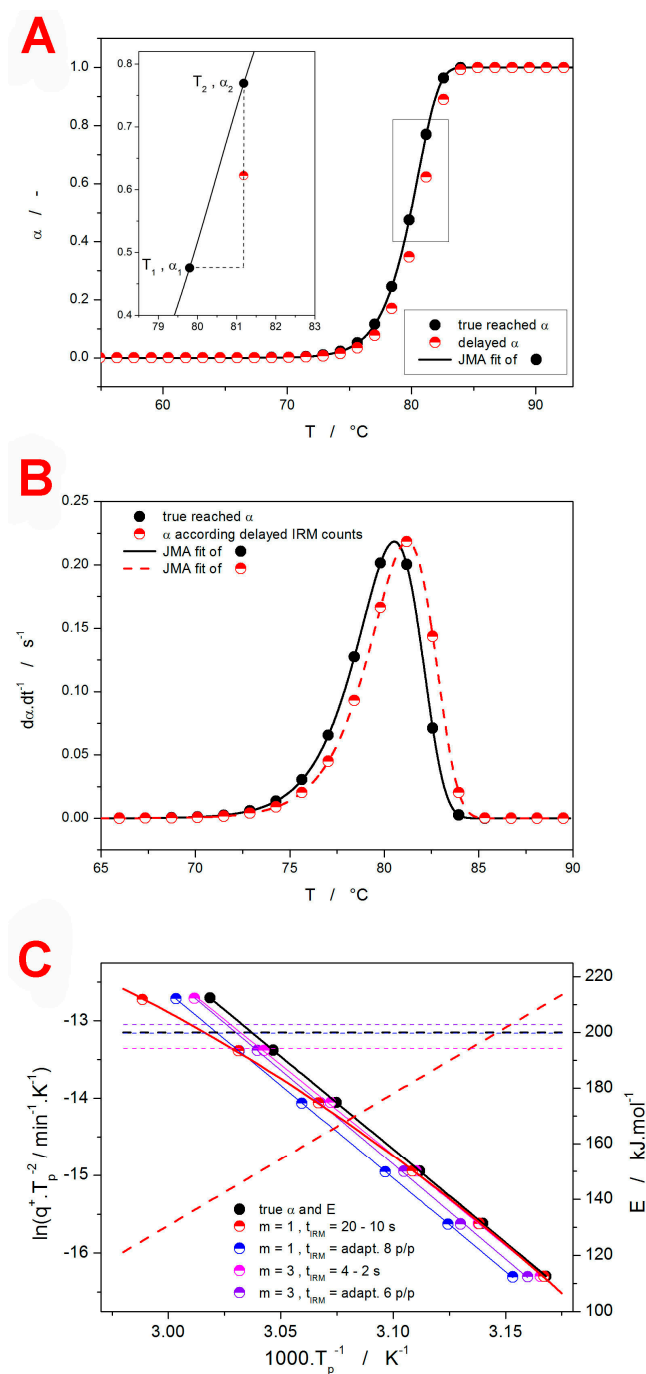 A
α / -
1.0
0.8
0.6
0.4
0.2
0.0
0.8
0.7
0.6
0.5
0.4
T2 , α2
T1 , α1
79 80 81 82 83
true reached α
delayed α
JMA fit of
60 70 80 90
T / °C
B
dα.dt-1 / s-1
0.25
0.20
0.15
0.10
0.05
0.00
true reached α
α according delayed IRM counts
JMA fit of
JMA fit of
65 70 75 80 85 90
T / °C
C
ln(q+.Tp-2 / min-1.K-1)
-13
-14
-15
-16
220
200
180
160
140
120
100
E / kJ.mol-1
true α and E
m = 1 , tIRM = 20 - 10 s
m = 1 , tIRM = adapt. 8 p/p
m = 3 , tIRM = 4 - 2 s
m = 3 , tIRM = adapt. 6 p/p
3.00 3.05 3.10 3.15
1000.Tp-1 / K-1